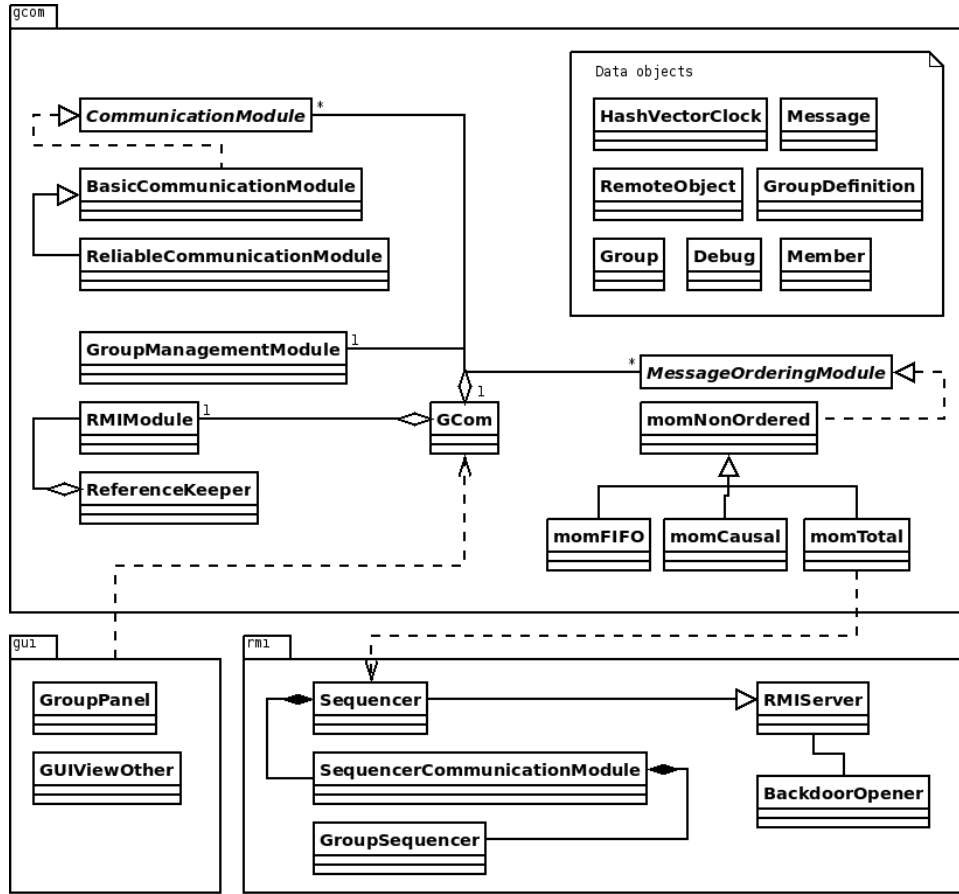 gcom
Data objects
CommunicationModule
*
HashVectorClock
Message
BasicCommunicationModule
RemoteObject
GroupDefinition
ReliableCommunicationModule
Group
Debug
Member
GroupManagementModule
1
*
MessageOrderingModule
1
RMIModule
1
GCom
momNonOrdered
ReferenceKeeper
momFIFO
momCausal
momTotal
gui
rmi
GroupPanel
Sequencer
RMIServer
GUIViewOther
SequencerCommunicationModule
BackdoorOpener
GroupSequencer